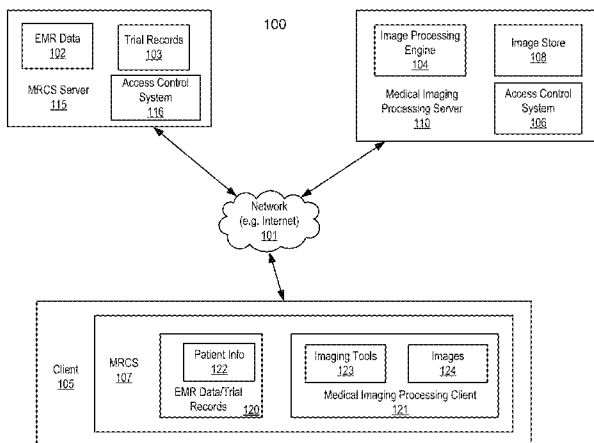 100
EMR Data
102
Trial Records
103
MRCS Server
115
Access Control
System
116
Image Processing
Engine
104
Image Store
108
Medical Imaging
Processing Server
110
Access Control
System
106
Network
(e.g. Internet)
101
Client
105
MRCS
107
Patient Info
122
EMR Data/Trial
Records 120
Imaging Tools
123
Images
124
Medical Imaging Processing Client
121